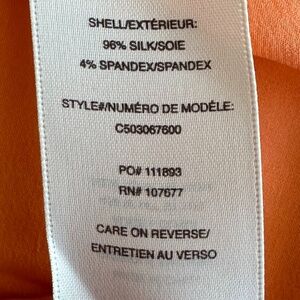 SHELL/EXTÉRIEUR:
96% SILK/SOIE
4% SPANDEX/SPANDEX
STYLE#/NUMÉRO DE MODÈLE:
C503067600
PO# 111893
RN# 107677
CARE ON REVERSE/
ENTRETIEN AU VERSO